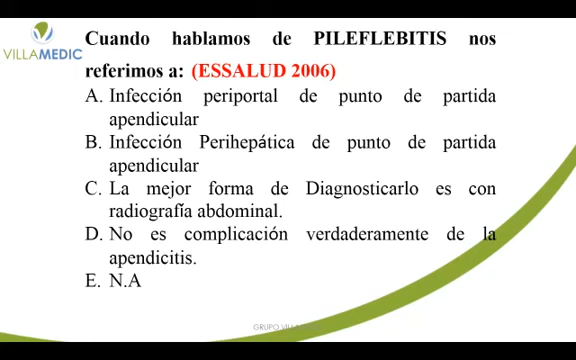 VILLAMEDIC
Cuando hablamos de PILEFLEBITIS nos
referimos a: (ESSALUD 2006)
A. Infección periportal de punto de partida
apendicular
B. Infección Perihepática de punto de partida
apendicular
C. La mejor forma de Diagnosticarlo es con
radiografía abdominal.
D. No es complicación verdaderamente de la
apendicitis.
E. N.A
GRUPO